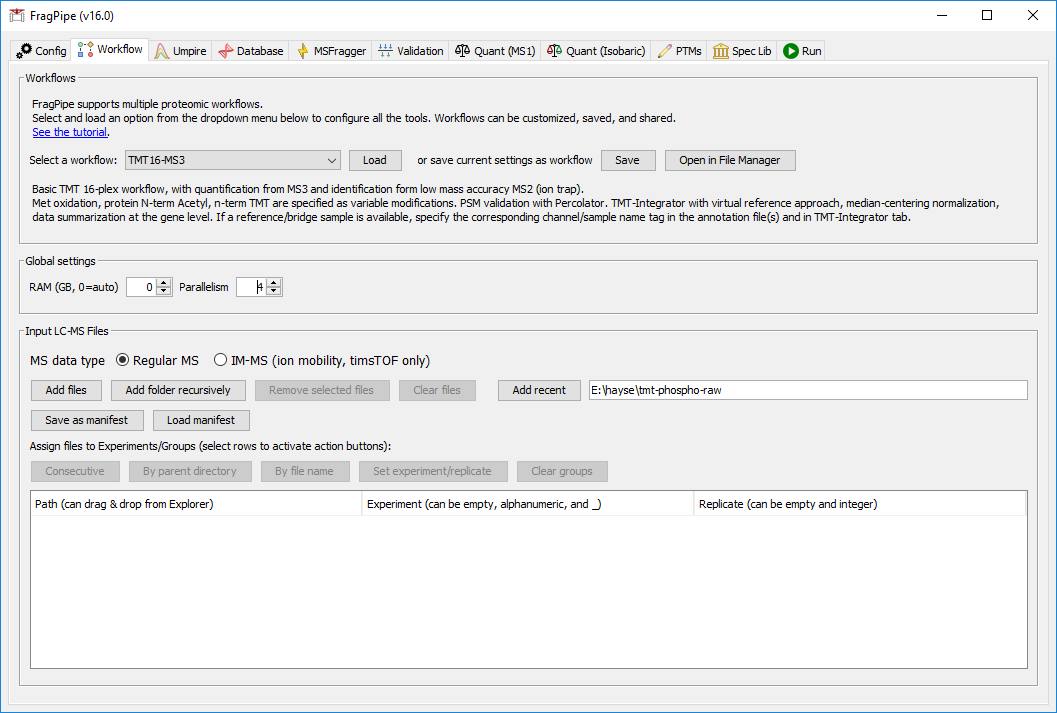 FragPipe (v16.0)
Config Workflow Umpire Database MSFragger Validation Quant (MS1) Quant (Isobaric) PTMs Spec Lib Run
Workflows
FragPipe supports multiple proteomic workflows.
Select and load an option from the dropdown menu below to configure all the tools. Workflows can be customized, saved, and shared.
See the tutorial.
Select a workflow: TMT16-MS3 Load or save current settings as workflow Save Open in File Manager
Basic TMT 16-plex workflow, with quantification from MS3 and identification form low mass accuracy MS2 (ion trap).
Met oxidation, protein N-term Acetyl, n-term TMT are specified as variable modifications. PSM validation with Percolator. TMT-Integrator with virtual reference approach, median-centering normalization,
data summarization at the gene level. If a reference/bridge sample is available, specify the corresponding channel/sample name tag in the annotation file(s) and in TMT-Integrator tab.
Global settings
RAM (GB, 0=auto) 0 Parallelism 4
Input LC-MS Files
MS data type Regular MS IM-MS (ion mobility, timsTOF only)
Add files Add folder recursively Remove selected files Clear files Add recent E:\hayse\tmt-phospho-raw
Save as manifest Load manifest
Assign files to Experiments/Groups (select rows to activate action buttons):
Consecutive By parent directory By file name Set experiment/replicate Clear groups
Path (can drag & drop from Explorer) Experiment (can be empty, alphanumeric, and _) Replicate (can be empty and integer)